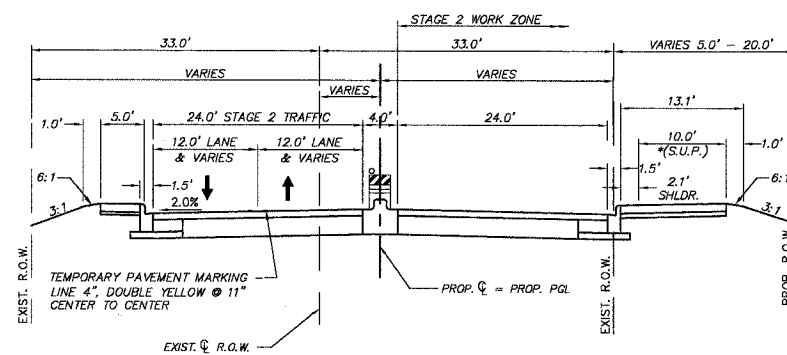 STAGE 2 WORK ZONE
33.0'
33.0'
VARIES 5.0' - 20.0'
VARIES
VARIES
VARIES
13.1'
1.0'
5.0'
24.0' STAGE 2 TRAFFIC
4.0'
24.0'
10.0'
*(S.U.P.)
1.0'
12.0' LANE
& VARIES
12.0' LANE
& VARIES
1.5'
6:1
1.5'
2.1'
SHLDR.
6:1
3:1
2.0%
3:1
TEMPORARY PAVEMENT MARKING
LINE 4", DOUBLE YELLOW @ 11"
CENTER TO CENTER
PROP. ℄ = PROP. PGL
EXIST. R.O.W.
EXIST. R.O.W.
PROP. R.O.W.
EXIST. ℄ R.O.W.